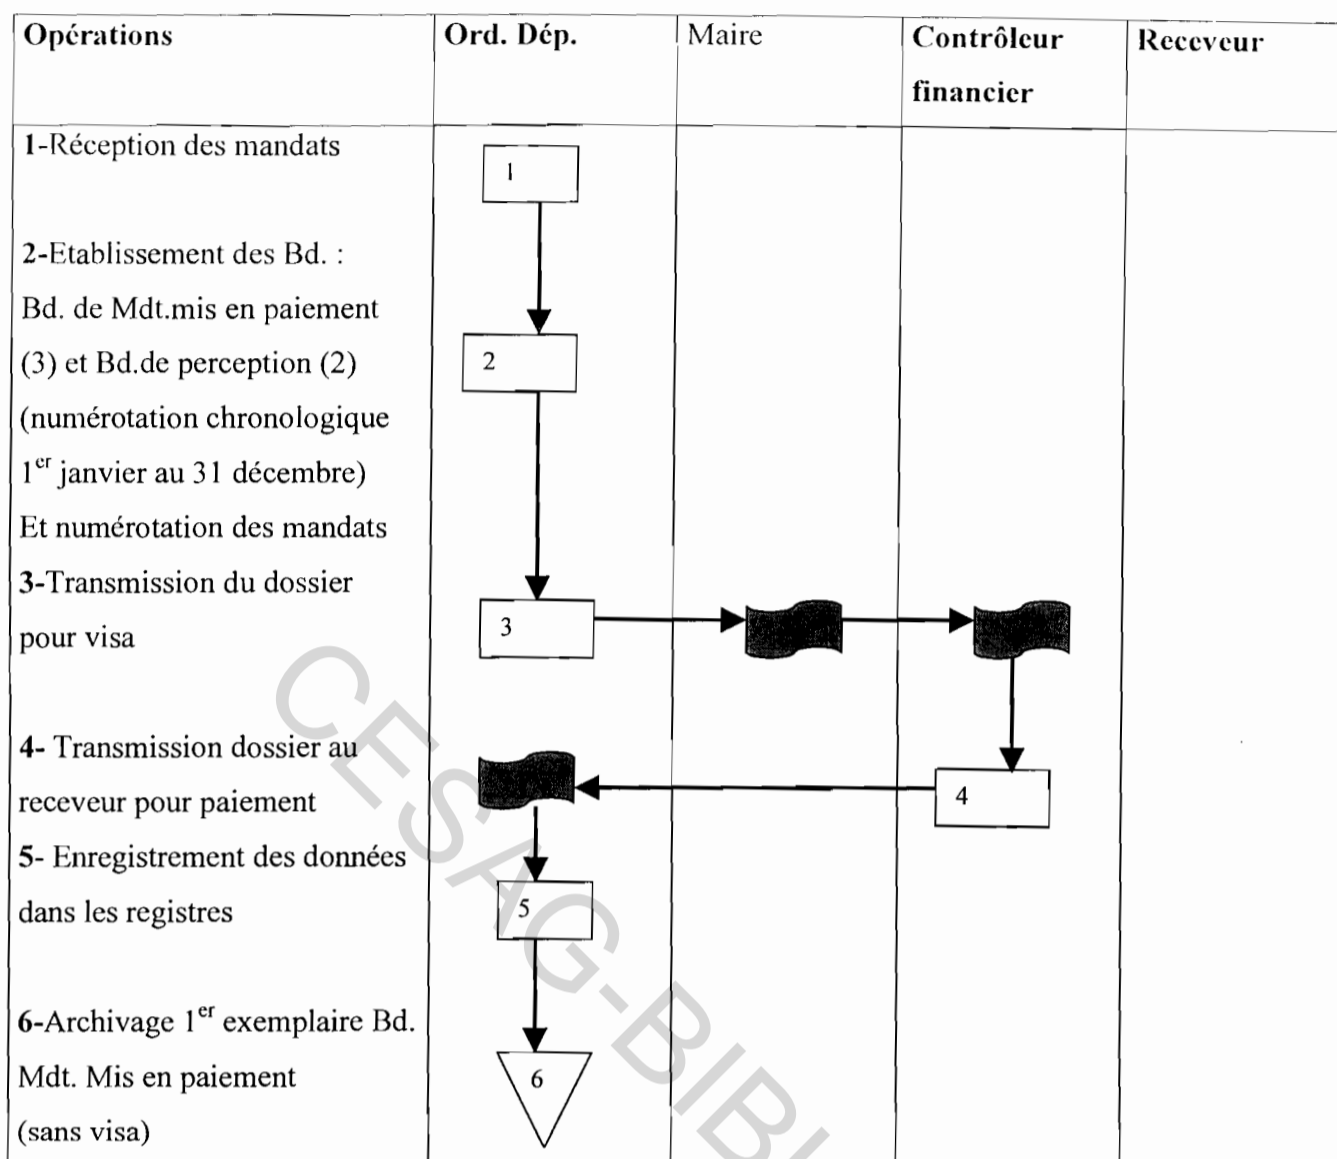 Opérations
Ord. Dép.
Maire
Contrôleur
financier
Receveur
1-Réception des mandats
1
2-Etablissement des Bd. :
Bd. de Mdt.mis en paiement
(3) et Bd.de perception (2)
2
(numérotation chronologique
1er janvier au 31 décembre)
Et numérotation des mandats
3-Transmission du dossier
pour visa
3
4- Transmission dossier au
receveur pour paiement
4
5- Enregistrement des données
dans les registres
5
6-Archivage 1er exemplaire Bd.
Mdt. Mis en paiement
(sans visa)
6
CESAG-BIBL